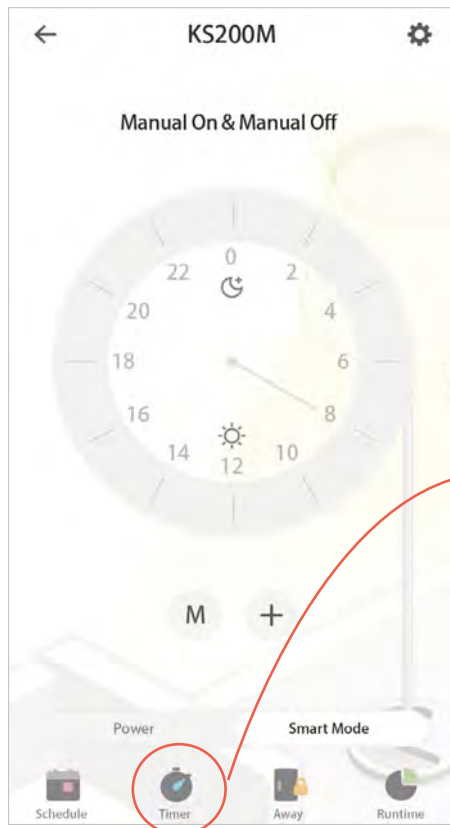 KS200M
Manual On & Manual Off
0
22 2
20 4
18 6
16 8
14 10
12
M +
Power Smart Mode
Schedule Timer Away Runtime